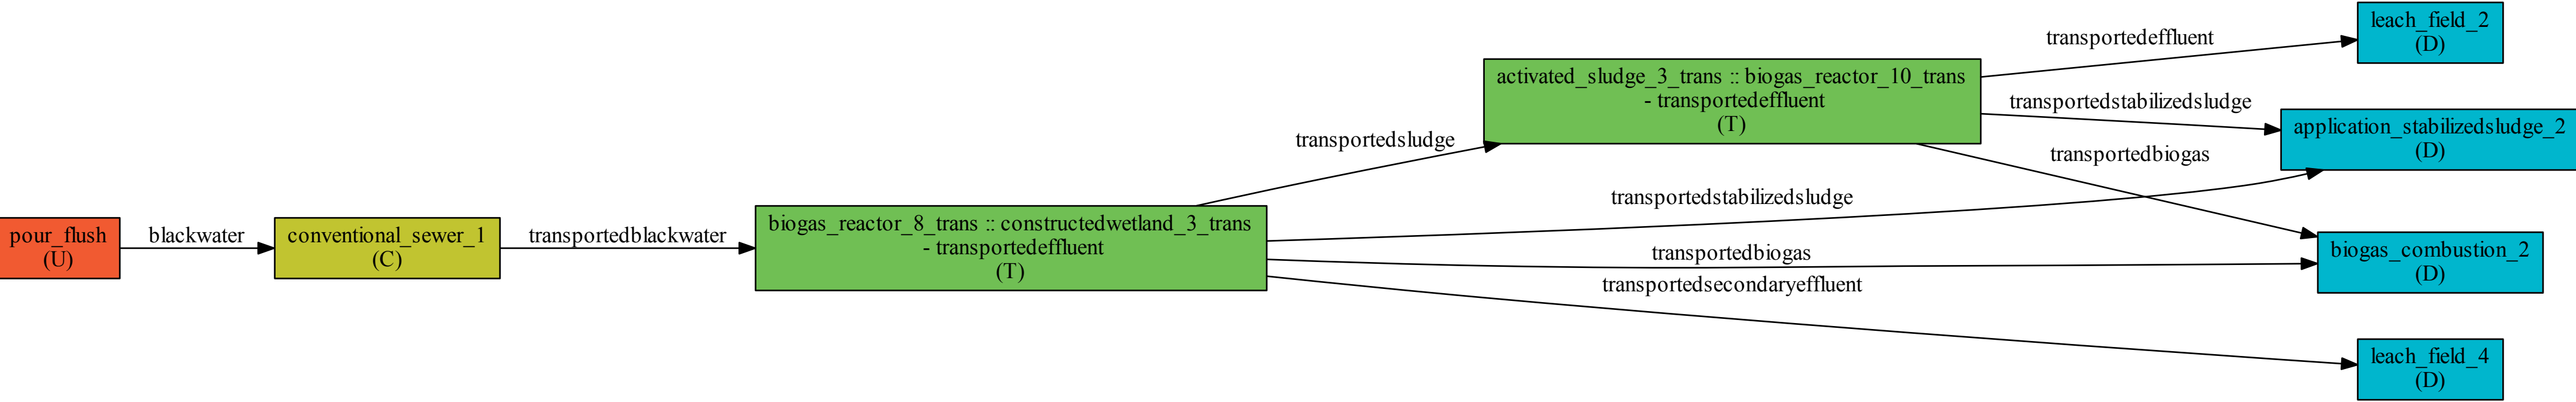 pour_flush
(U)
blackwater
conventional_sewer_1
(C)
transportedblackwater
biogas_reactor_8_trans :: constructedwetland_3_trans
- transportedeffluent
(T)
transportedsludge
activated_sludge_3_trans :: biogas_reactor_10_trans
- transportedeffluent
(T)
transportedeffluent
transportedstabilizedsludge
transportedbiogas
transportedstabilizedsludge
transportedbiogas
transportedsecondaryeffluent
leach_field_2
(D)
application_stabilizedsludge_2
(D)
biogas_combustion_2
(D)
leach_field_4
(D)